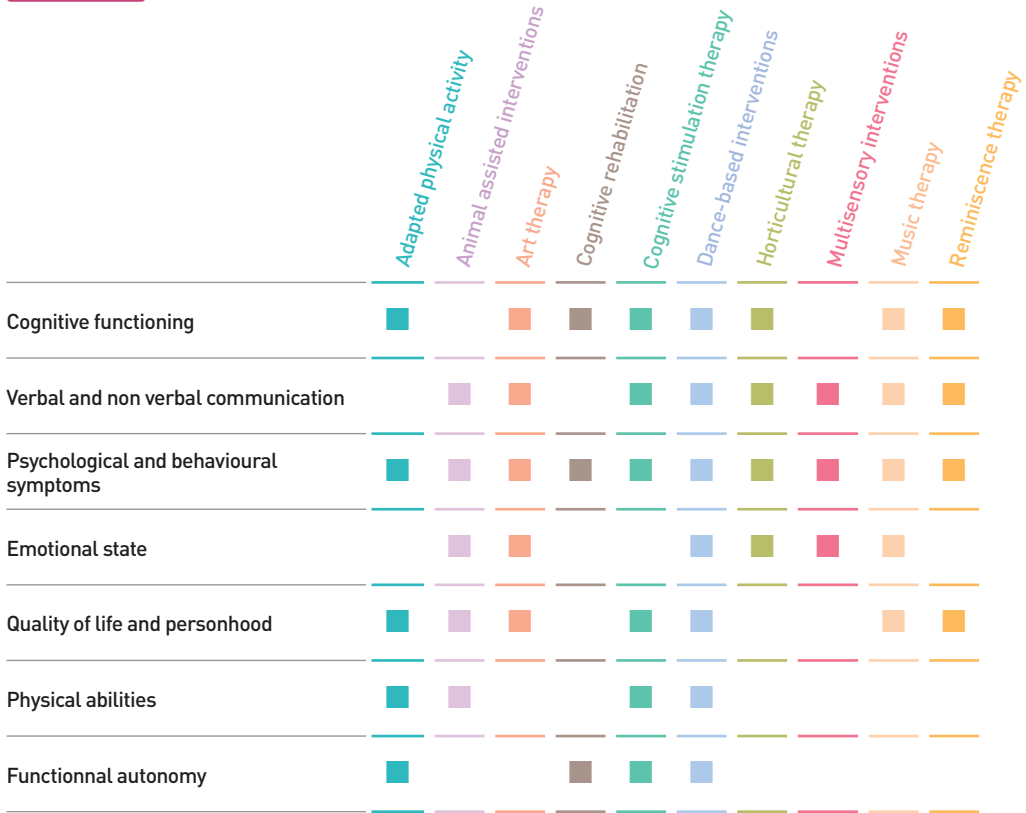 Adapted physical activity
Animal assisted interventions
Art therapy
Cognitive rehabilitation
Cognitive stimulation therapy
Dance-based interventions
Horticultural therapy
Multisensory interventions
Music therapy
Reminiscence therapy
Cognitive functioning
Verbal and non verbal communication
Psychological and behavioural
symptoms
Emotional state
Quality of life and personhood
Physical abilities
Functionnal autonomy